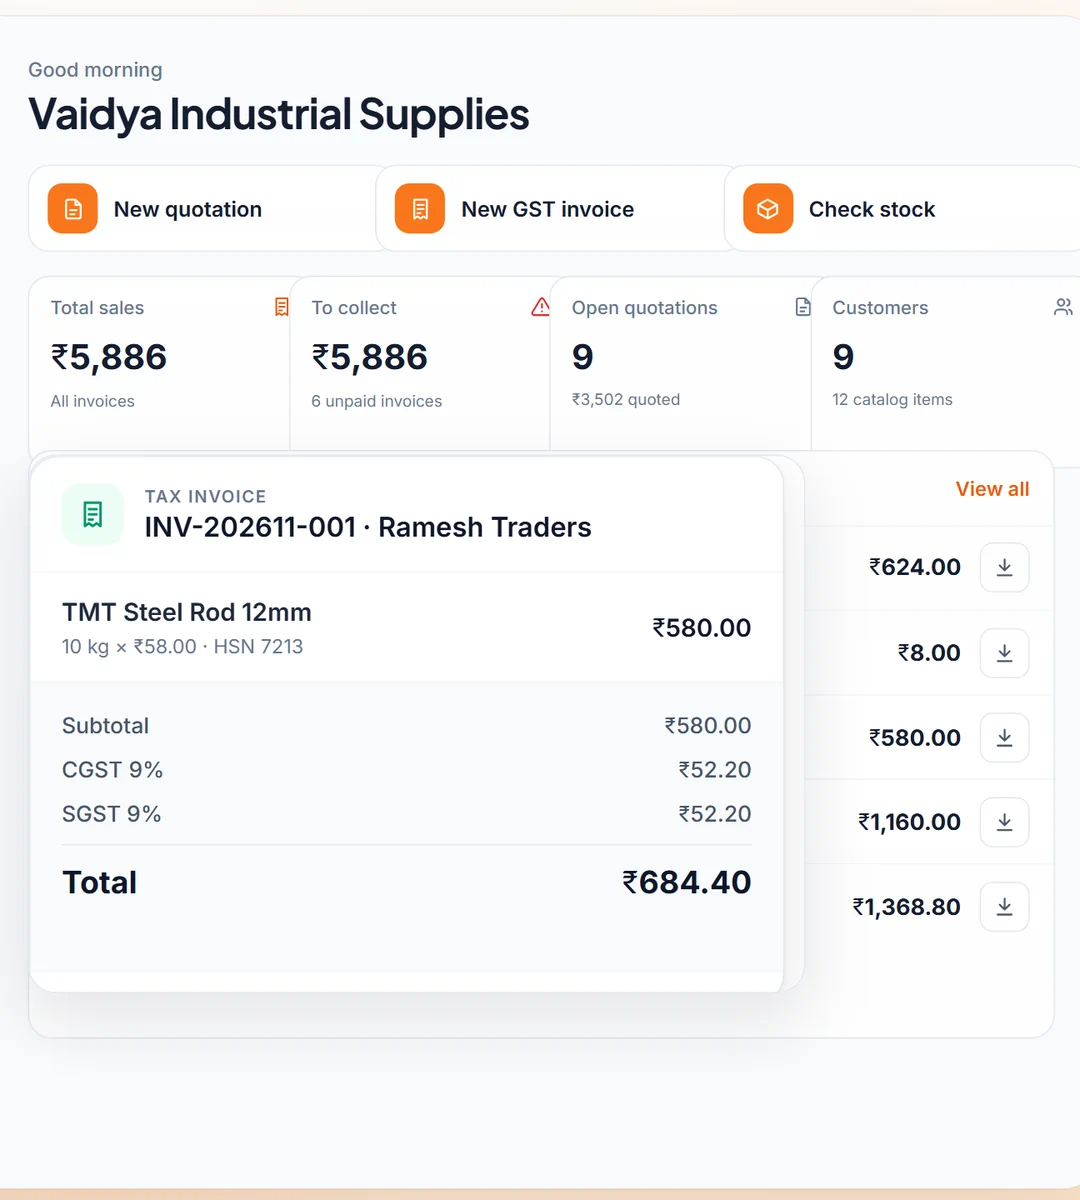 Good morning
Vaidya Industrial Supplies
New quotation
New GST invoice
Check stock
Total sales
₹5,886
All invoices
To collect
₹5,886
6 unpaid invoices
Open quotations
9
₹3,502 quoted
Customers
9
12 catalog items
TAX INVOICE
INV-202611-001 · Ramesh Traders
TMT Steel Rod 12mm
10 kg × ₹58.00 · HSN 7213
₹580.00
Subtotal
₹580.00
CGST 9%
₹52.20
SGST 9%
₹52.20
Total
₹684.40
View all
₹624.00
₹8.00
₹580.00
₹1,160.00
₹1,368.80